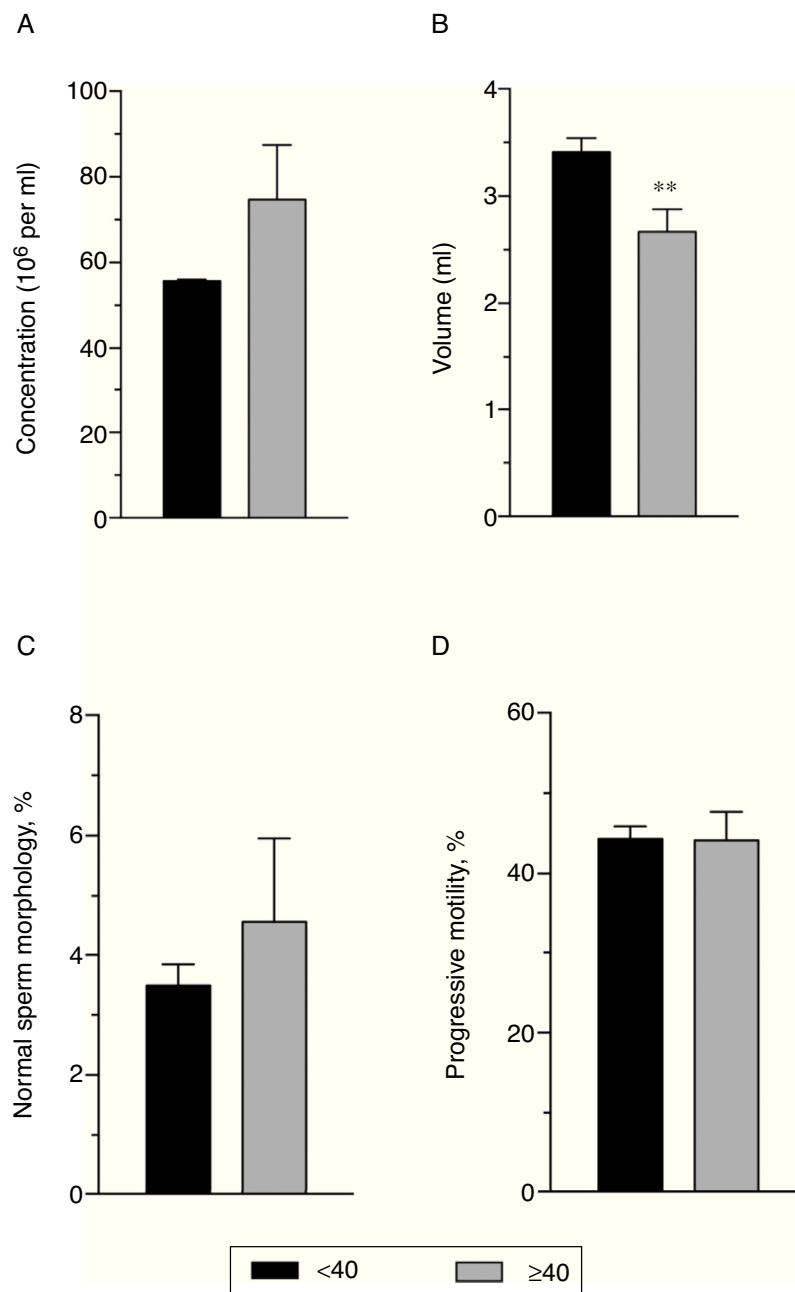 A
Concentration (10⁶ per ml)
100
80
60
40
20
0
B
Volume (ml)
4
3
2
1
0
**
C
Normal sperm morphology, %
8
6
4
2
0
D
Progressive motility, %
60
40
20
0
<40
≥40